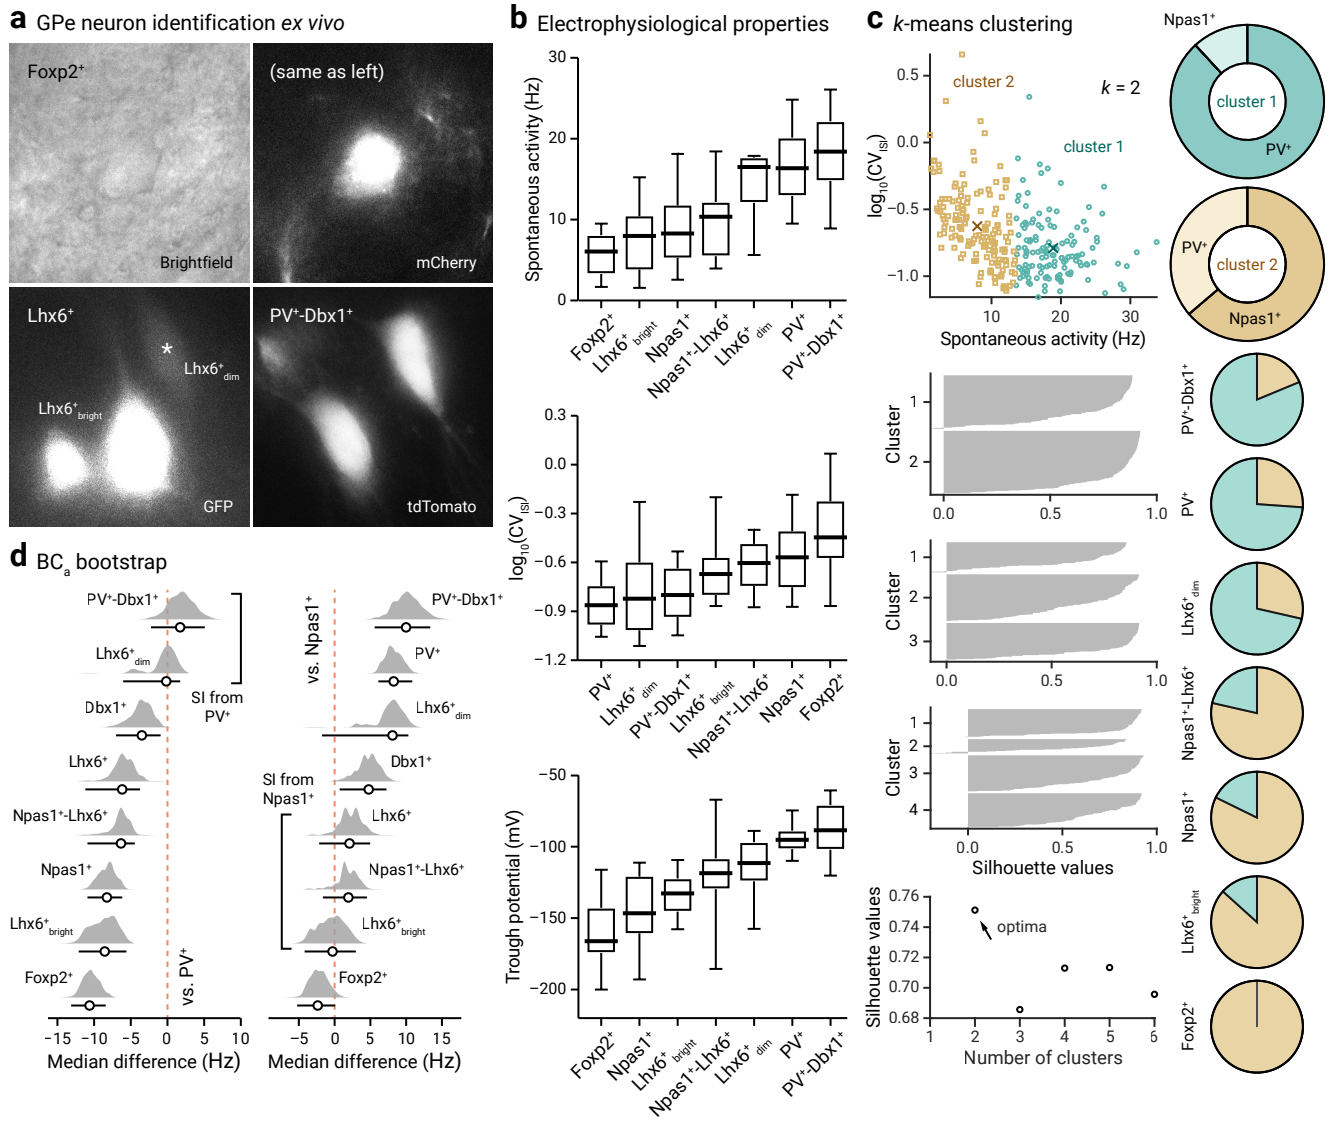 a GPe neuron identification ex vivo
Foxp2+
Brightfield
(same as left)
mCherry
Lhx6+
*
Lhx6+dim
Lhx6+bright
GFP
PV+-Dbx1+
tdTomato
b Electrophysiological properties
Spontaneous activity (Hz)
30
20
10
0
Foxp2+
Lhx6+bright
Npas1+
Npas1+-Lhx6+
Lhx6+dim
PV+
PV+-Dbx1+
log10(CVISI)
0.3
0.0
−0.3
−0.6
−0.9
−1.2
PV+
Lhx6+dim
PV+-Dbx1+
Lhx6+bright
Npas1+-Lhx6+
Npas1+
Foxp2+
Trough potential (mV)
−50
−100
−150
−200
Foxp2+
Npas1+
Lhx6+bright
Npas1+-Lhx6+
Lhx6+dim
PV+
PV+-Dbx1+
c k-means clustering
log10(CVISI)
0.5
0.0
−0.5
−1.0
cluster 2
k = 2
cluster 1
10 20 30
Spontaneous activity (Hz)
Npas1+
cluster 1
PV+
PV+
cluster 2
Npas1+
Cluster
1
2
0.0 0.5 1.0
Cluster
1
2
3
0.0 0.5 1.0
Cluster
1
2
3
4
0.0 0.5 1.0
Silhouette values
Silhouette values
0.76
0.74
0.72
0.70
0.68
optima
1 2 3 4 5 6
Number of clusters
PV+-Dbx1+
PV+
Lhx6+dim
Npas1+-Lhx6+
Npas1+
Lhx6+bright
Foxp2+
d BCa bootstrap
PV+-Dbx1+
Lhx6+dim
SI from
PV+
Dbx1+
Lhx6+
Npas1+-Lhx6+
Npas1+
Lhx6+bright
Foxp2+
vs. PV+
−15 −10 −5 0 5 10
Median difference (Hz)
vs. Npas1+
PV+-Dbx1+
PV+
Lhx6+dim
Dbx1+
SI from
Npas1+
Lhx6+
Npas1+-Lhx6+
Lhx6+bright
Foxp2+
−5 0 5 10 15
Median difference (Hz)